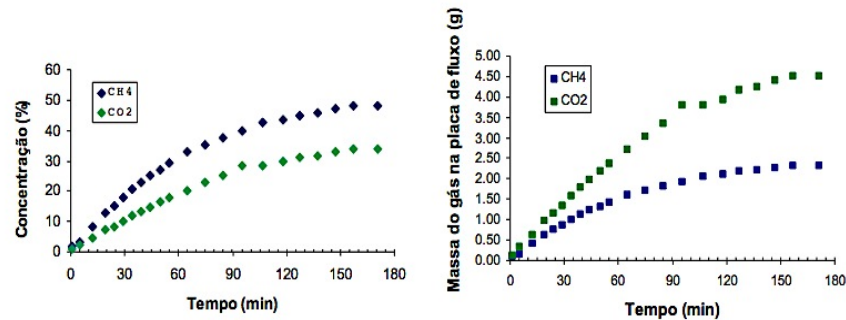 Concentração (%)
60
50
40
30
20
10
0
CH4
CO2
0 30 60 90 120 150 180
Tempo (min)
Massa do gás na placa de fluxo (g)
5.00
4.50
4.00
3.50
3.00
2.50
2.00
1.50
1.00
0.50
0.00
CH4
CO2
0 30 60 90 120 150 180
Tempo (min)